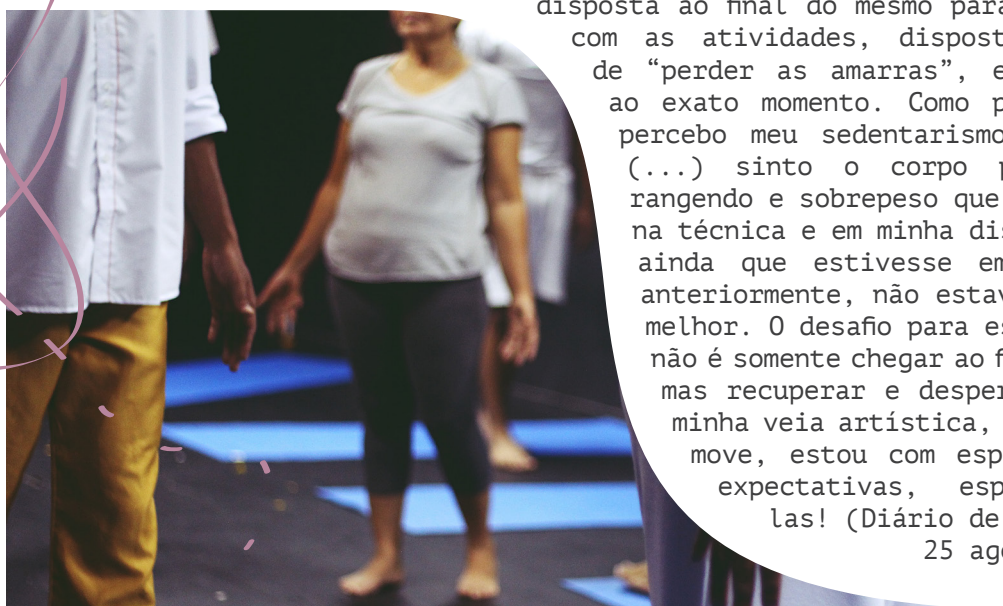 disposta ao final do mesmo para
com as atividades, dispost
de “perder as amarras”, e
ao exato momento. Como p
percebo meu sedentarismo
(...) sinto o corpo p
rangendo e sobrepeso que
na técnica e em minha dis
ainda que estivesse em
anteriormente, não estav
melhor. O desafio para es
não é somente chegar ao f
mas recuperar e desper
minha veia artística,
move, estou com esp
expectativas, esp
las! (Diário de
25 ago